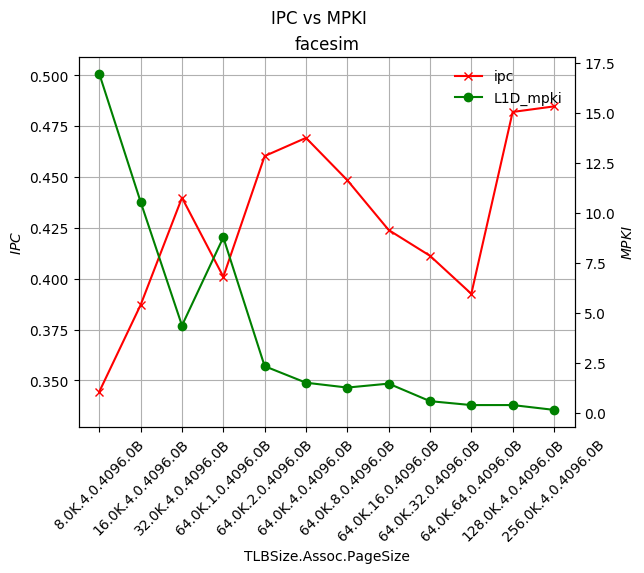 IPC vs MPKI
facesim
ipc
L1D_mpki
0.500
0.475
0.450
0.425
0.400
0.375
0.350
IPC
17.5
15.0
12.5
10.0
7.5
5.0
2.5
0.0
MPKI
8.0K.4.0.4096.0B
16.0K.4.0.4096.0B
32.0K.4.0.4096.0B
64.0K.1.0.4096.0B
64.0K.2.0.4096.0B
64.0K.4.0.4096.0B
64.0K.8.0.4096.0B
64.0K.16.0.4096.0B
64.0K.32.0.4096.0B
64.0K.64.0.4096.0B
128.0K.4.0.4096.0B
256.0K.4.0.4096.0B
TLBSize.Assoc.PageSize